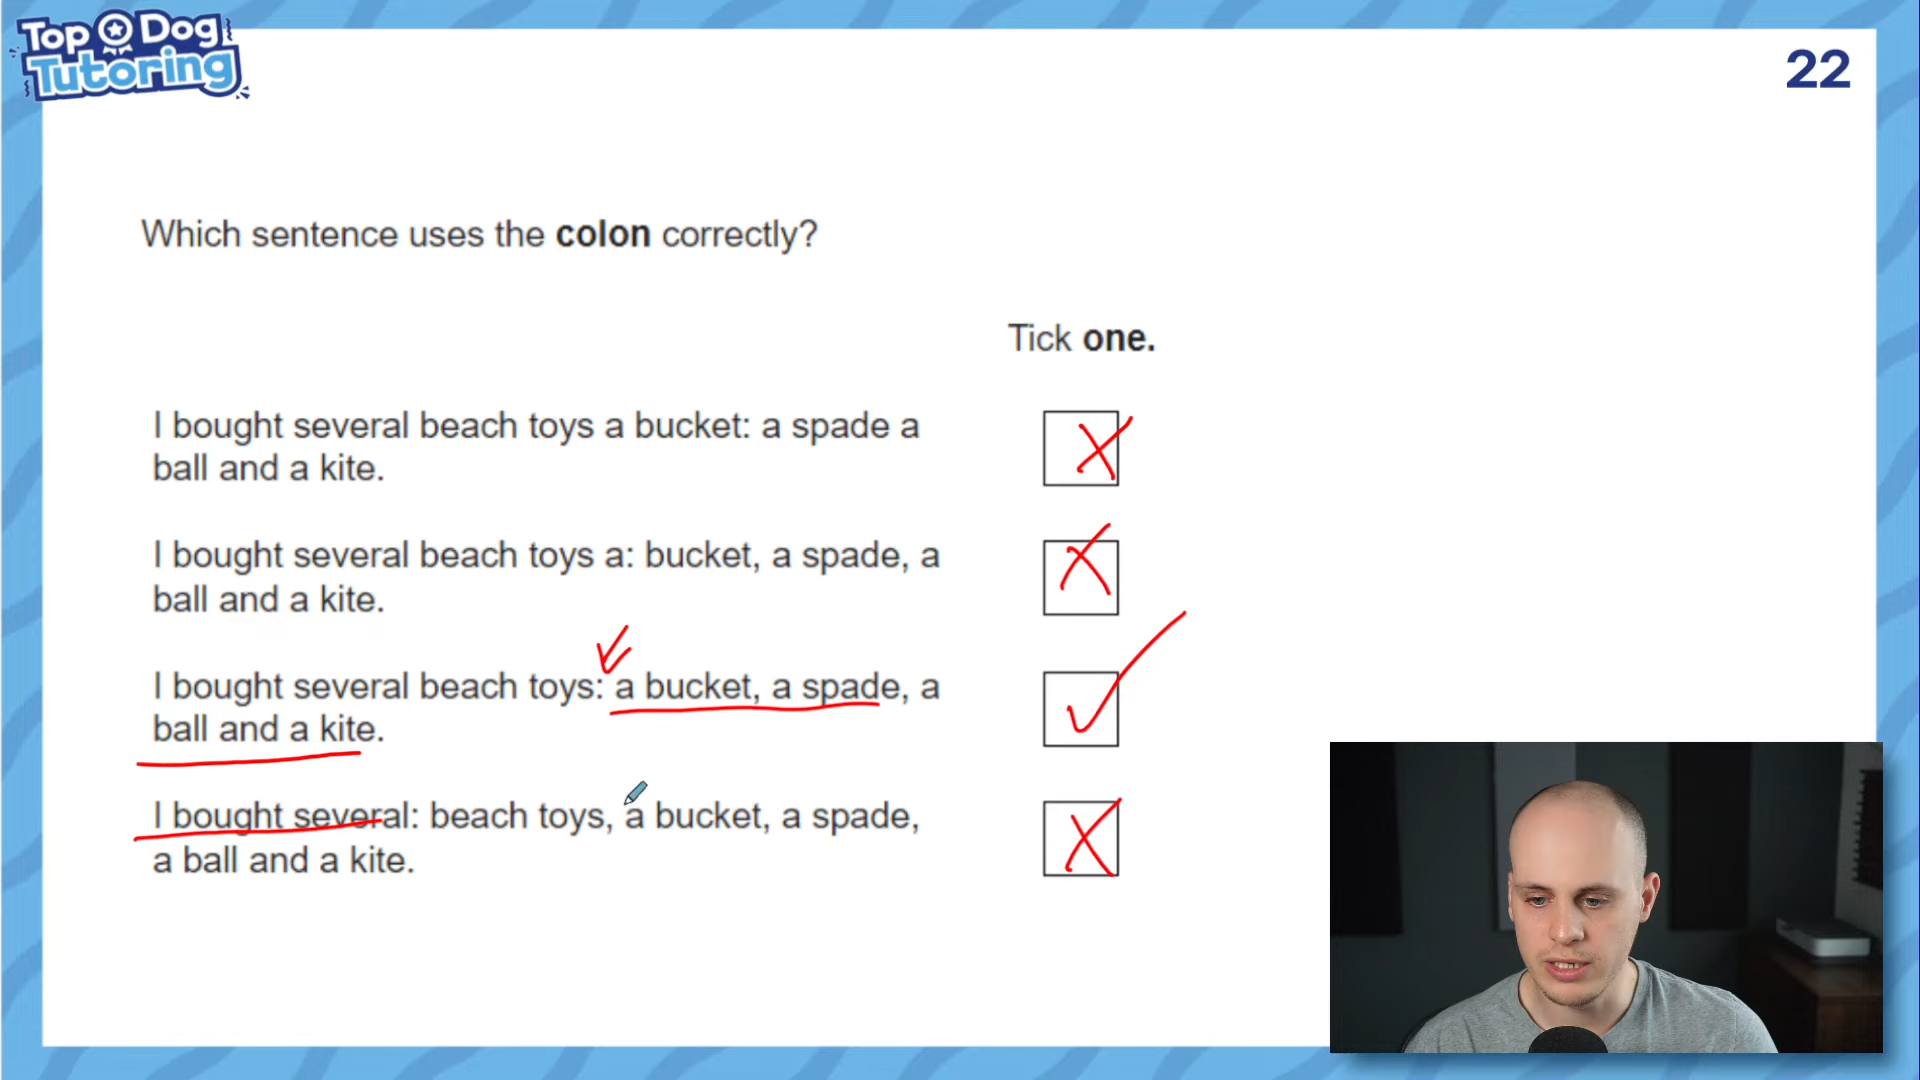 Top Dog
Tutoring
22
Which sentence uses the colon correctly?
Tick one.
I bought several beach toys a bucket: a spade a
ball and a kite.
I bought several beach toys a: bucket, a spade, a
ball and a kite.
I bought several beach toys: a bucket, a spade, a
ball and a kite.
I bought several: beach toys, a bucket, a spade,
a ball and a kite.